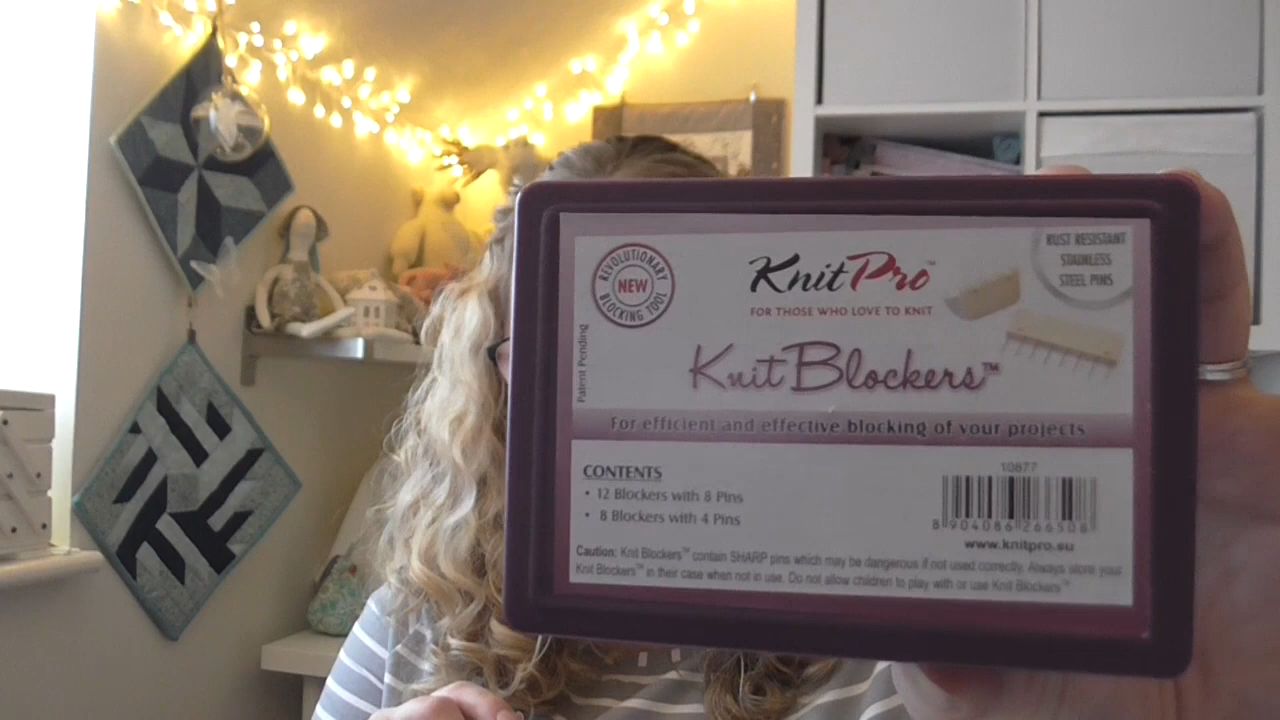 REVOLUTIONARY
NEW
BLOCKING TOOL
KnitPro™
FOR THOSE WHO LOVE TO KNIT
RUST RESISTANT
STAINLESS
STEEL PINS
Patent Pending
Knit Blockers™
For efficient and effective blocking of your projects
CONTENTS
• 12 Blockers with 8 Pins
• 8 Blockers with 4 Pins
10877
8 904086 266508
www.knitpro.eu
Caution: Knit Blockers™ contain SHARP pins which may be dangerous if not used correctly. Always store your
Knit Blockers™ in their case when not in use. Do not allow children to play with or use Knit Blockers™